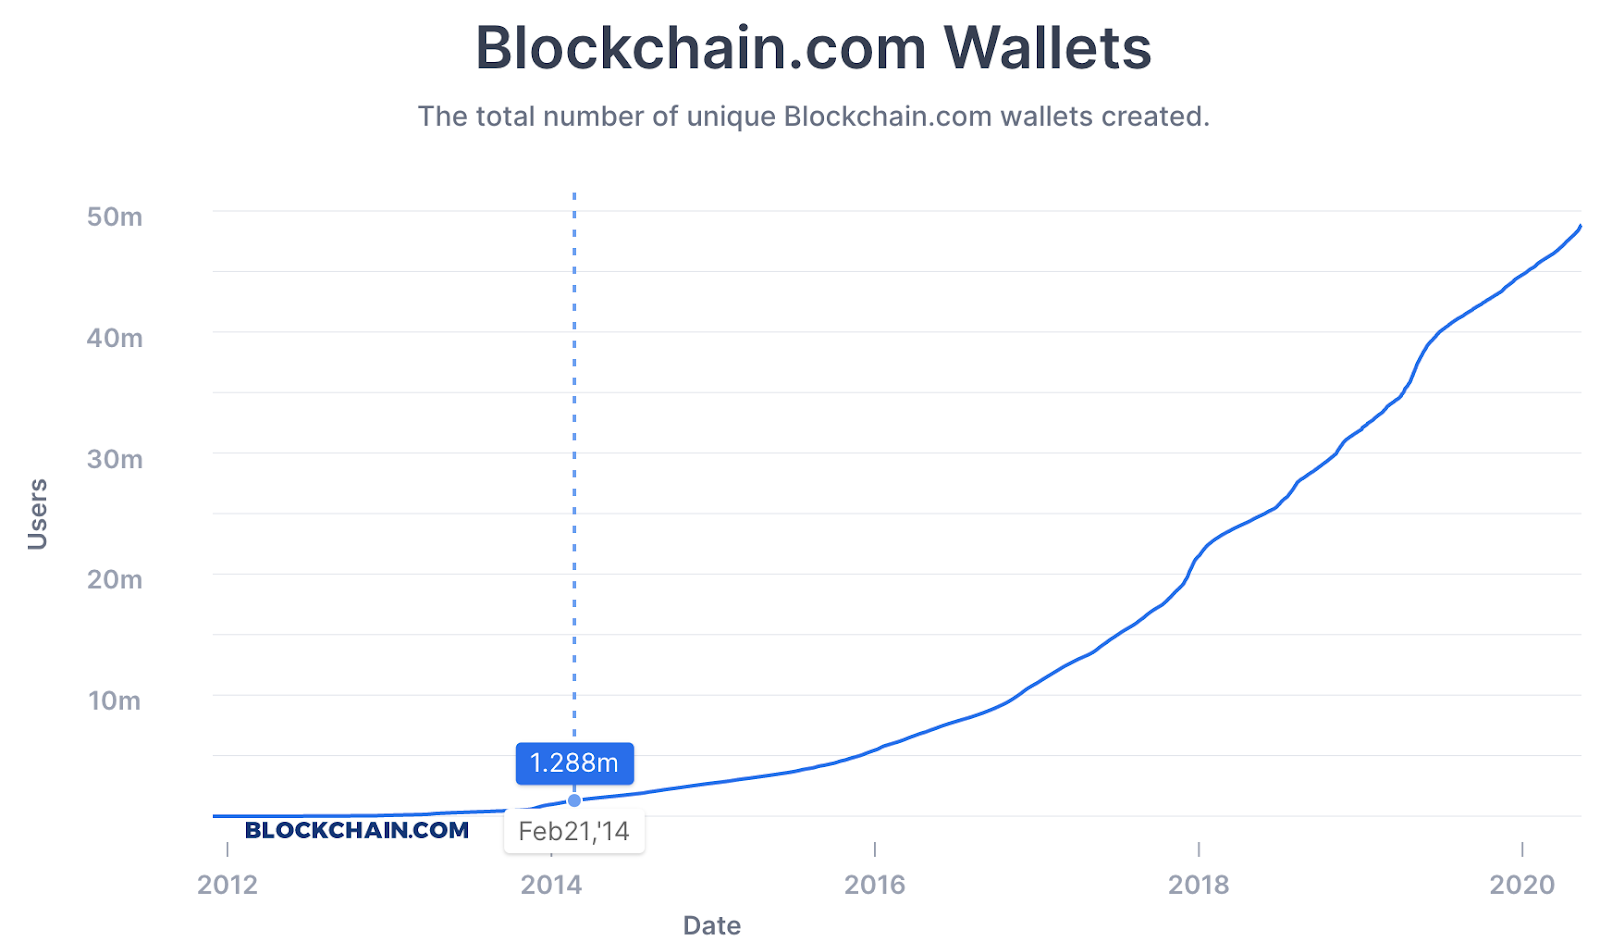 Blockchain.com Wallets
The total number of unique Blockchain.com wallets created.
50m
40m
30m
20m
10m
Users
1.288m
BLOCKCHAIN.COM
Feb21,'14
2012
2014
2016
2018
2020
Date